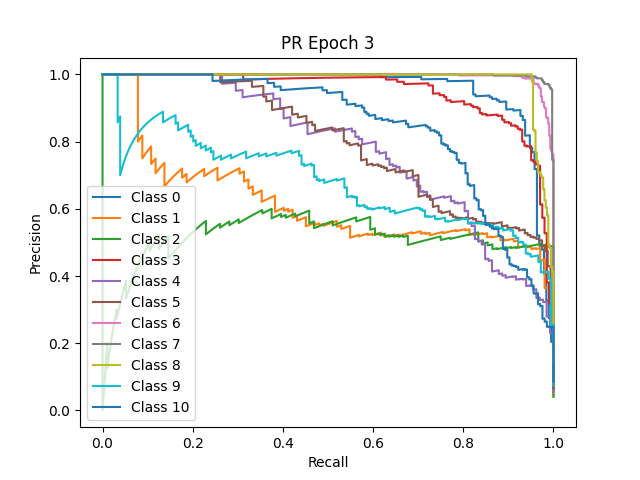 PR Epoch 3
1.0
0.8
0.6
0.4
0.2
0.0
Precision
Class 0
Class 1
Class 2
Class 3
Class 4
Class 5
Class 6
Class 7
Class 8
Class 9
Class 10
0.0 0.2 0.4 0.6 0.8 1.0
Recall